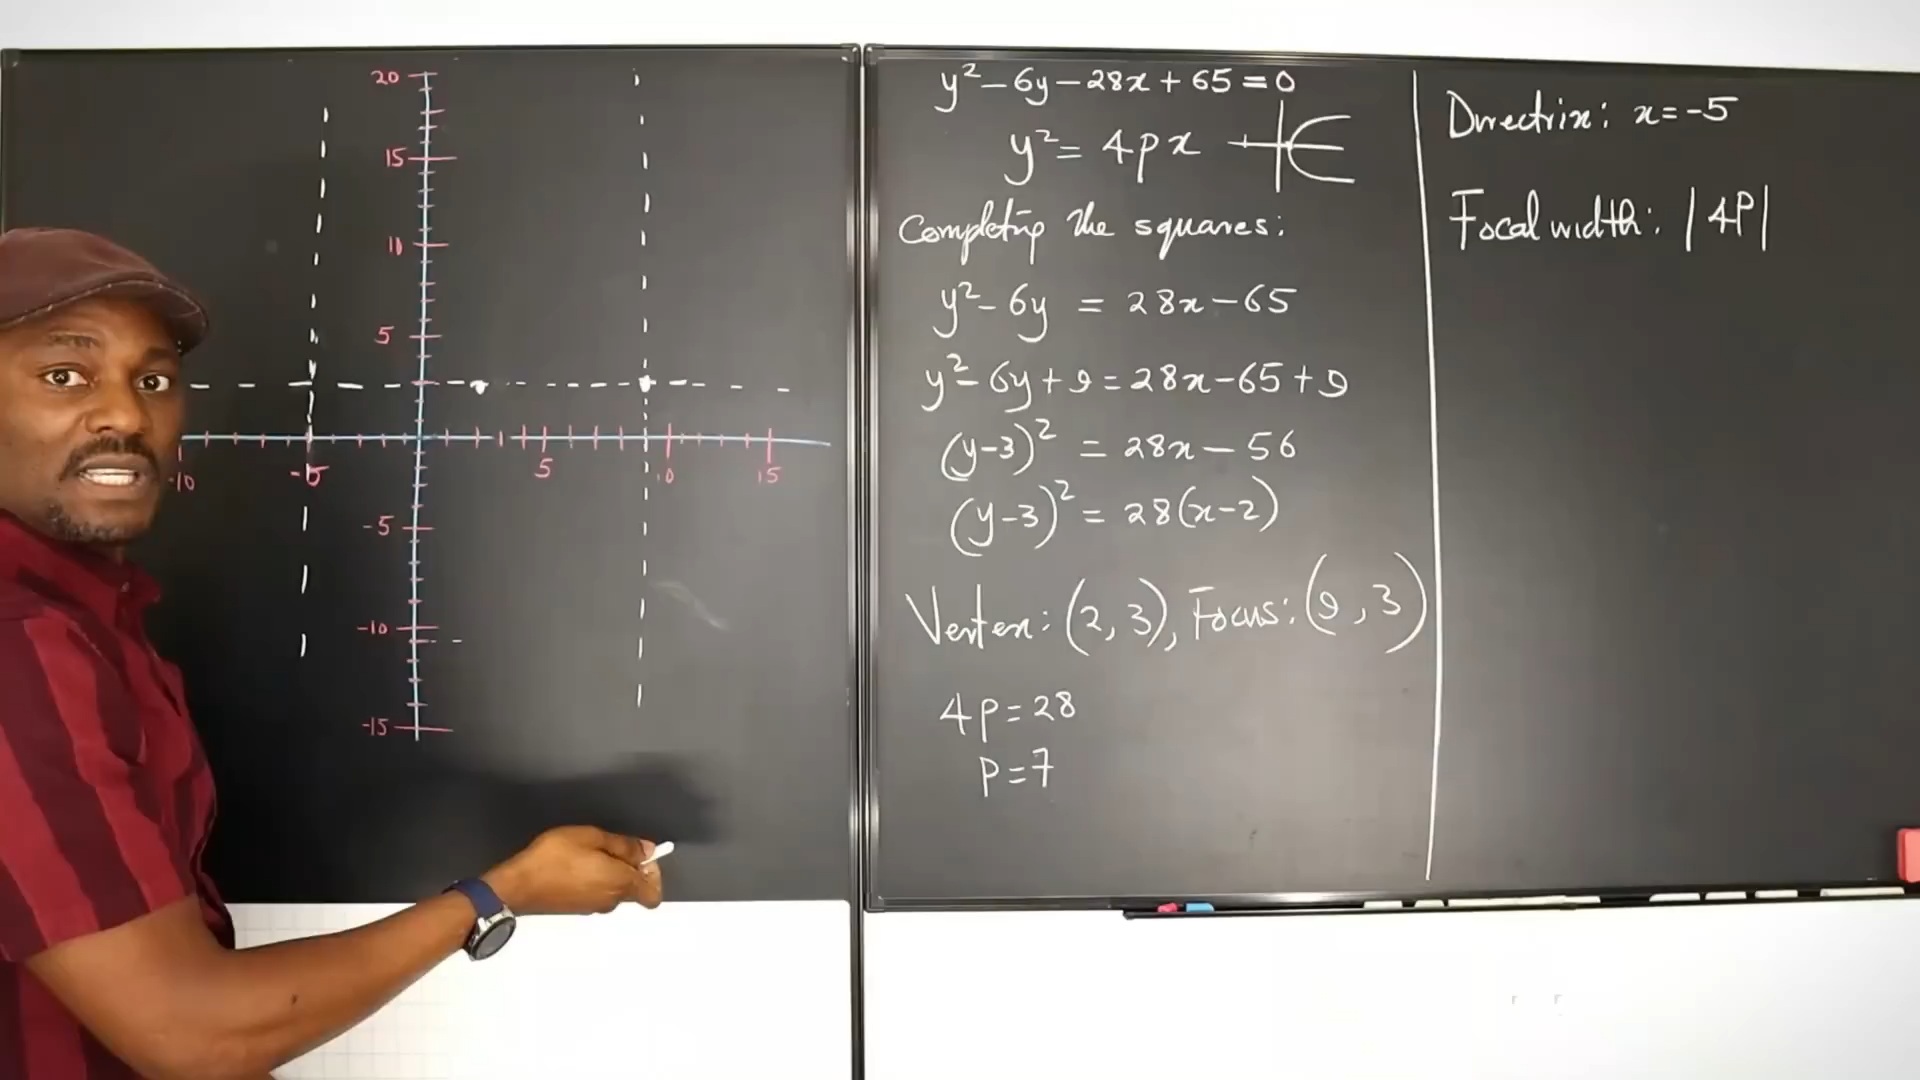 20
15
10
5
-10 -5 5 10 15
-5
-10
-15
y² - 6y - 28x + 65 = 0
y² = 4px
Completing the squares:
y² - 6y = 28x - 65
y² - 6y + 9 = 28x - 65 + 9
(y-3)² = 28x - 56
(y-3)² = 28(x-2)
Vertex: (2, 3), Focus: (9, 3)
4p = 28
p = 7
Directrix: x = -5
Focal width: |4P|